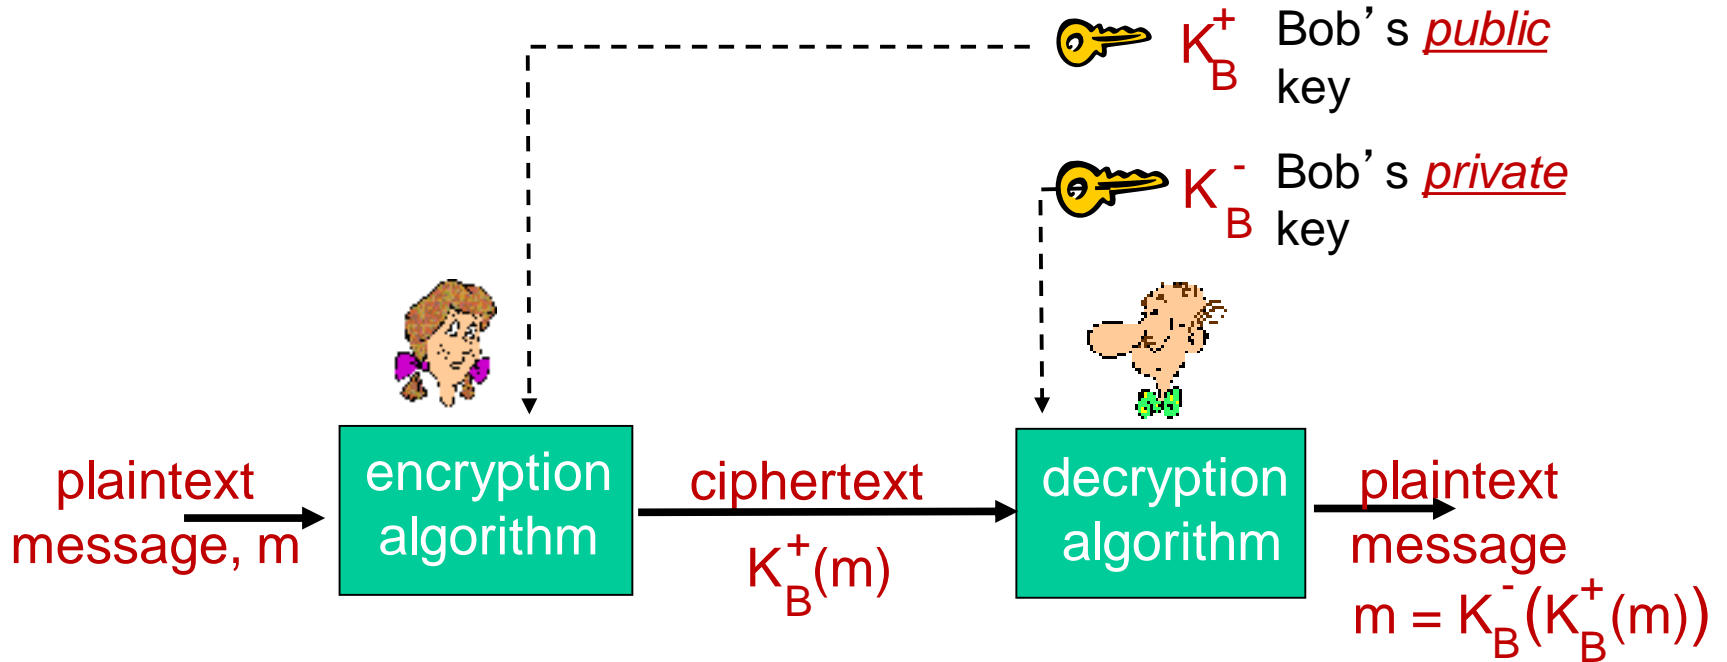 K_B^+ Bob's public
key
K_B^- Bob's private
key
plaintext
message, m
encryption
algorithm
ciphertext
K_B^+(m)
decryption
algorithm
plaintext
message
m = K_B^-(K_B^+(m))